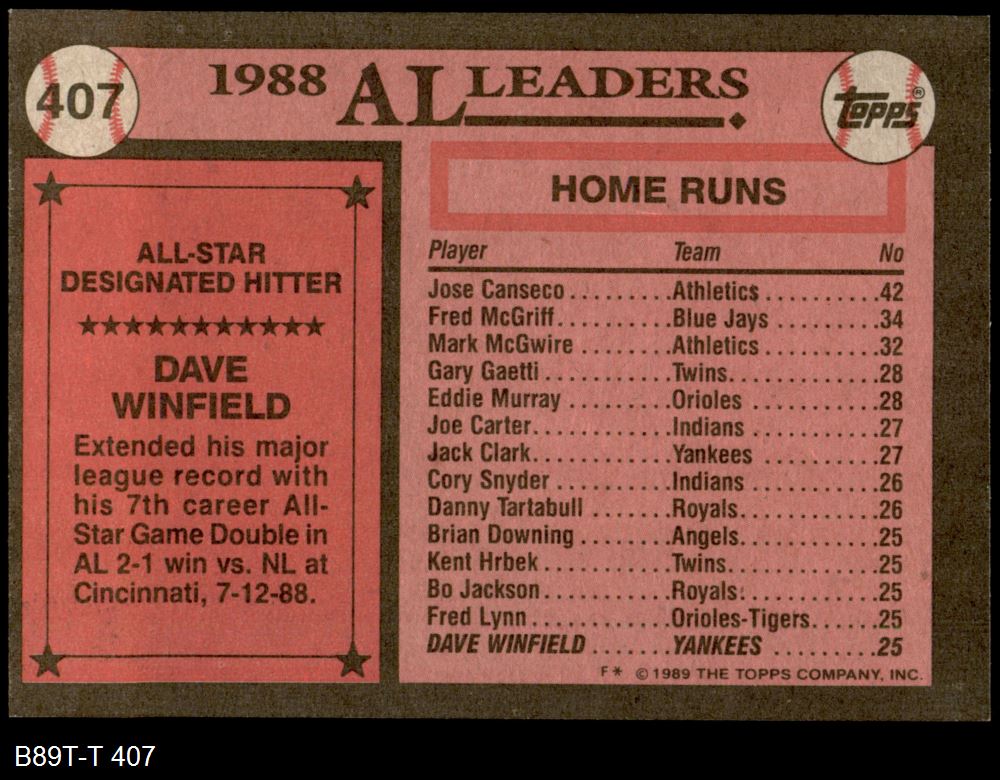 407
1988 AL LEADERS
Topps®
ALL-STAR
DESIGNATED HITTER
DAVE
WINFIELD
Extended his major
league record with
his 7th career All-
Star Game Double in
AL 2-1 win vs. NL at
Cincinnati, 7-12-88.
HOME RUNS
Player Team No
Jose Canseco..........Athletics..........42
Fred McGriff..........Blue Jays..........34
Mark McGwire........Athletics..........32
Gary Gaetti............Twins.............28
Eddie Murray.........Orioles...........28
Joe Carter.............Indians...........27
Jack Clark.............Yankees..........27
Cory Snyder..........Indians...........26
Danny Tartabull.......Royals............26
Brian Downing........Angels............25
Kent Hrbek............Twins.............25
Bo Jackson............Royals............25
Fred Lynn.............Orioles-Tigers......25
DAVE WINFIELD.......YANKEES.........25
F* © 1989 THE TOPPS COMPANY, INC.
B89T-T 407